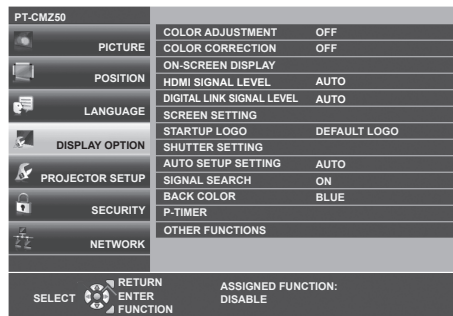 PT-CMZ50
PICTURE
POSITION
LANGUAGE
DISPLAY OPTION
PROJECTOR SETUP
SECURITY
NETWORK
COLOR ADJUSTMENT OFF
COLOR CORRECTION OFF
ON-SCREEN DISPLAY
HDMI SIGNAL LEVEL AUTO
DIGITAL LINK SIGNAL LEVEL AUTO
SCREEN SETTING
STARTUP LOGO DEFAULT LOGO
SHUTTER SETTING
AUTO SETUP SETTING AUTO
SIGNAL SEARCH ON
BACK COLOR BLUE
P-TIMER
OTHER FUNCTIONS
SELECT
RETURN
ENTER
FUNCTION
ASSIGNED FUNCTION:
DISABLE